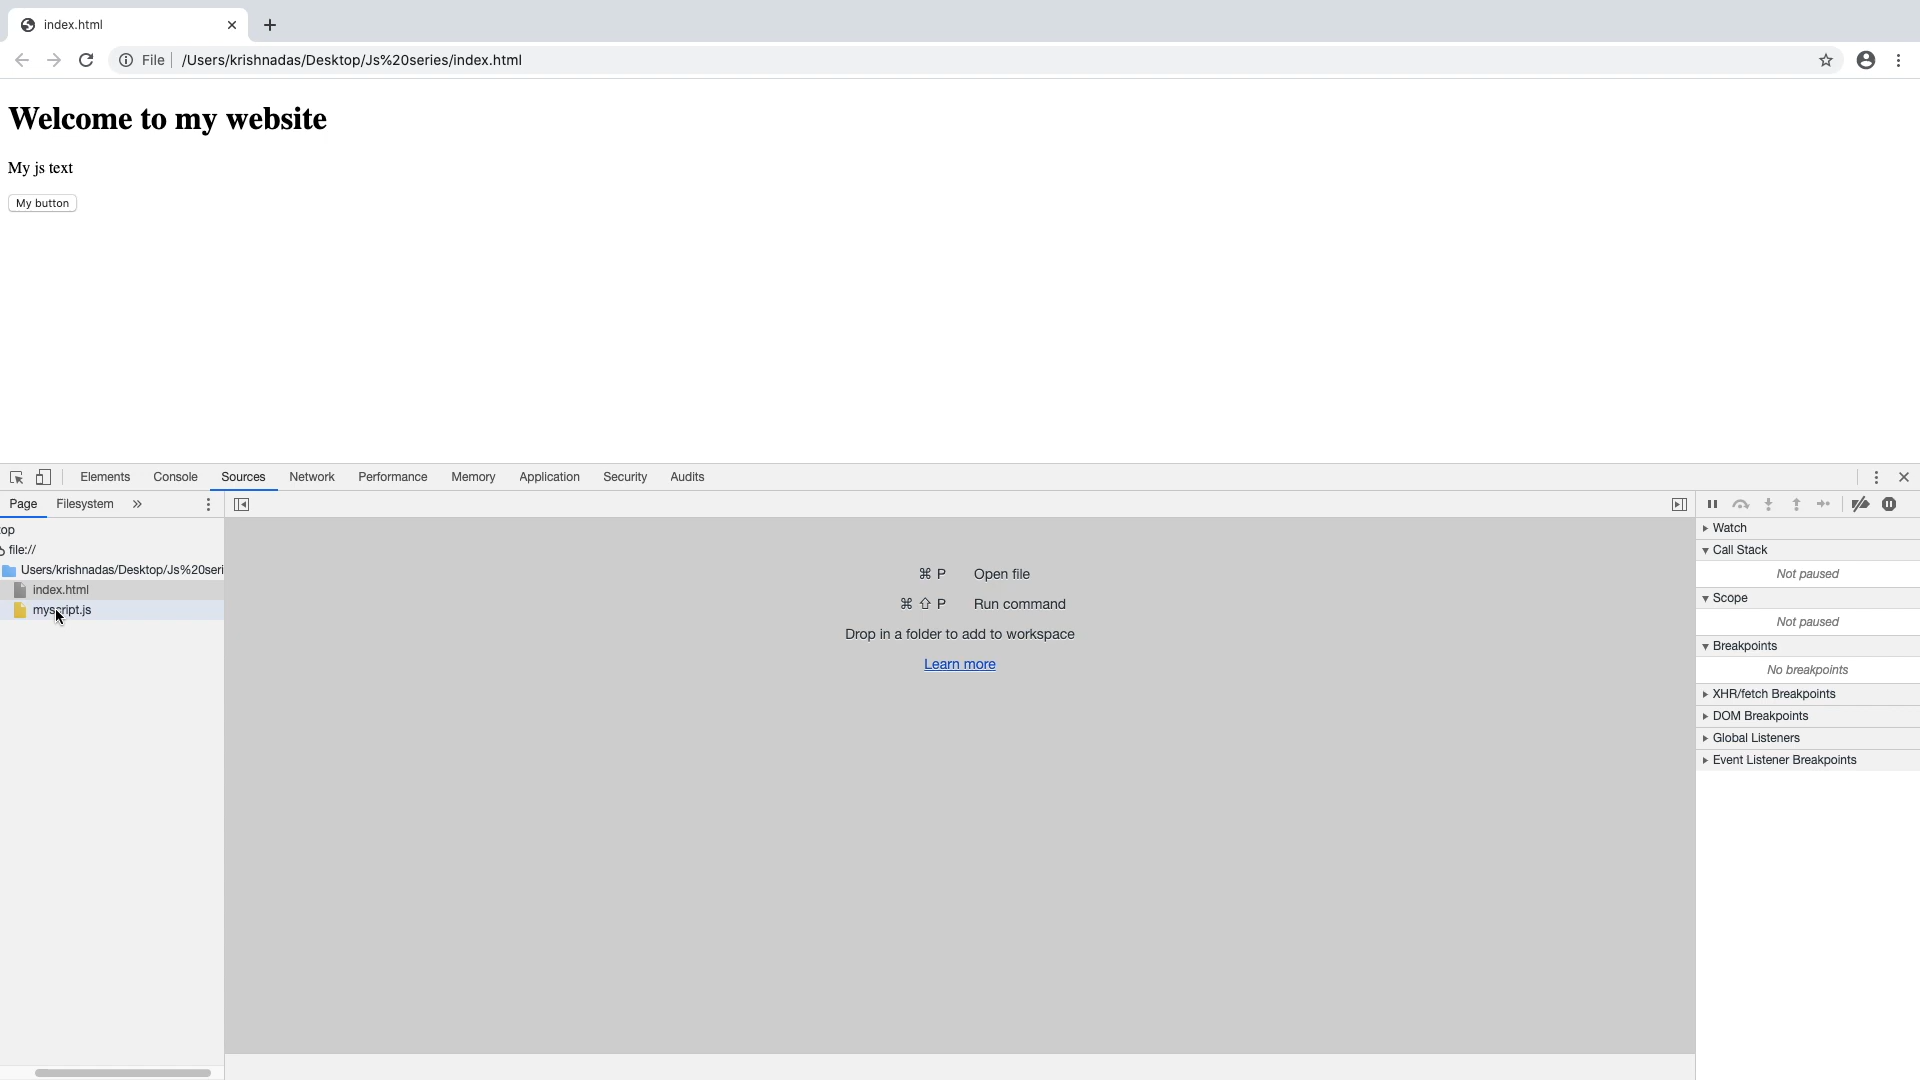 index.html
File /Users/krishnadas/Desktop/Js%20series/index.html
Welcome to my website
My js text
My button
Elements Console Sources Network Performance Memory Application Security Audits
Page Filesystem
op
file://
Users/krishnadas/Desktop/Js%20seri
index.html
myscript.js
⌘ P Open file
⌘ ⇧ P Run command
Drop in a folder to add to workspace
Learn more
Watch
Call Stack
Not paused
Scope
Not paused
Breakpoints
No breakpoints
XHR/fetch Breakpoints
DOM Breakpoints
Global Listeners
Event Listener Breakpoints